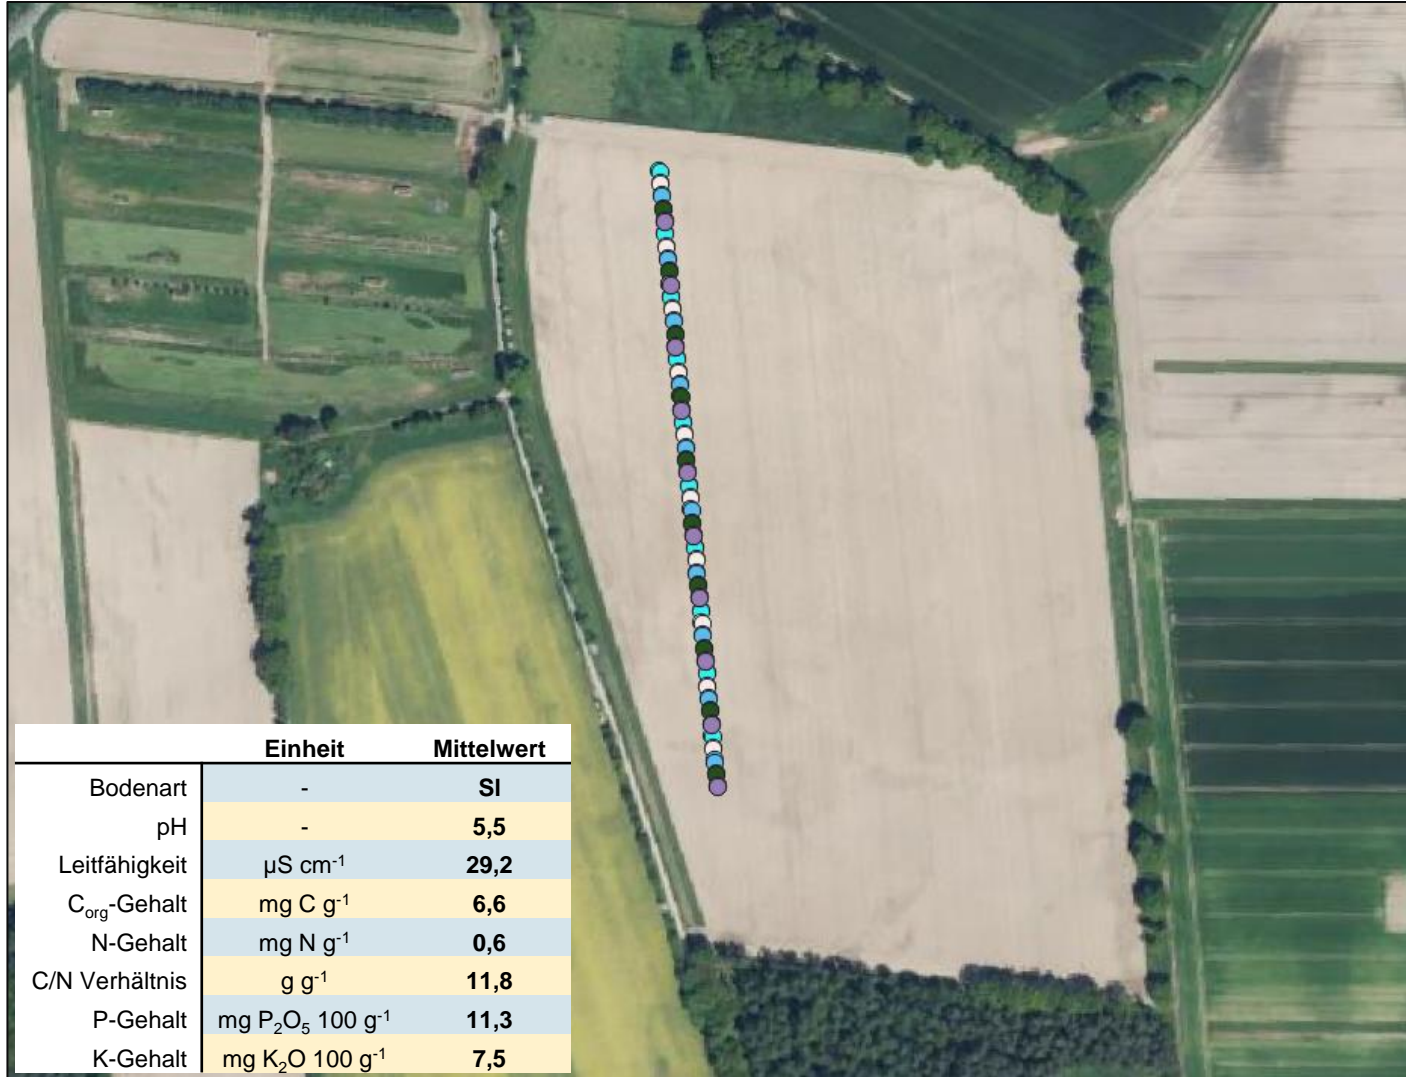 Einheit Mittelwert
Bodenart - Sl
pH - 5,5
Leitfähigkeit µS cm⁻¹ 29,2
C_org-Gehalt mg C g⁻¹ 6,6
N-Gehalt mg N g⁻¹ 0,6
C/N Verhältnis g g⁻¹ 11,8
P-Gehalt mg P₂O₅ 100 g⁻¹ 11,3
K-Gehalt mg K₂O 100 g⁻¹ 7,5